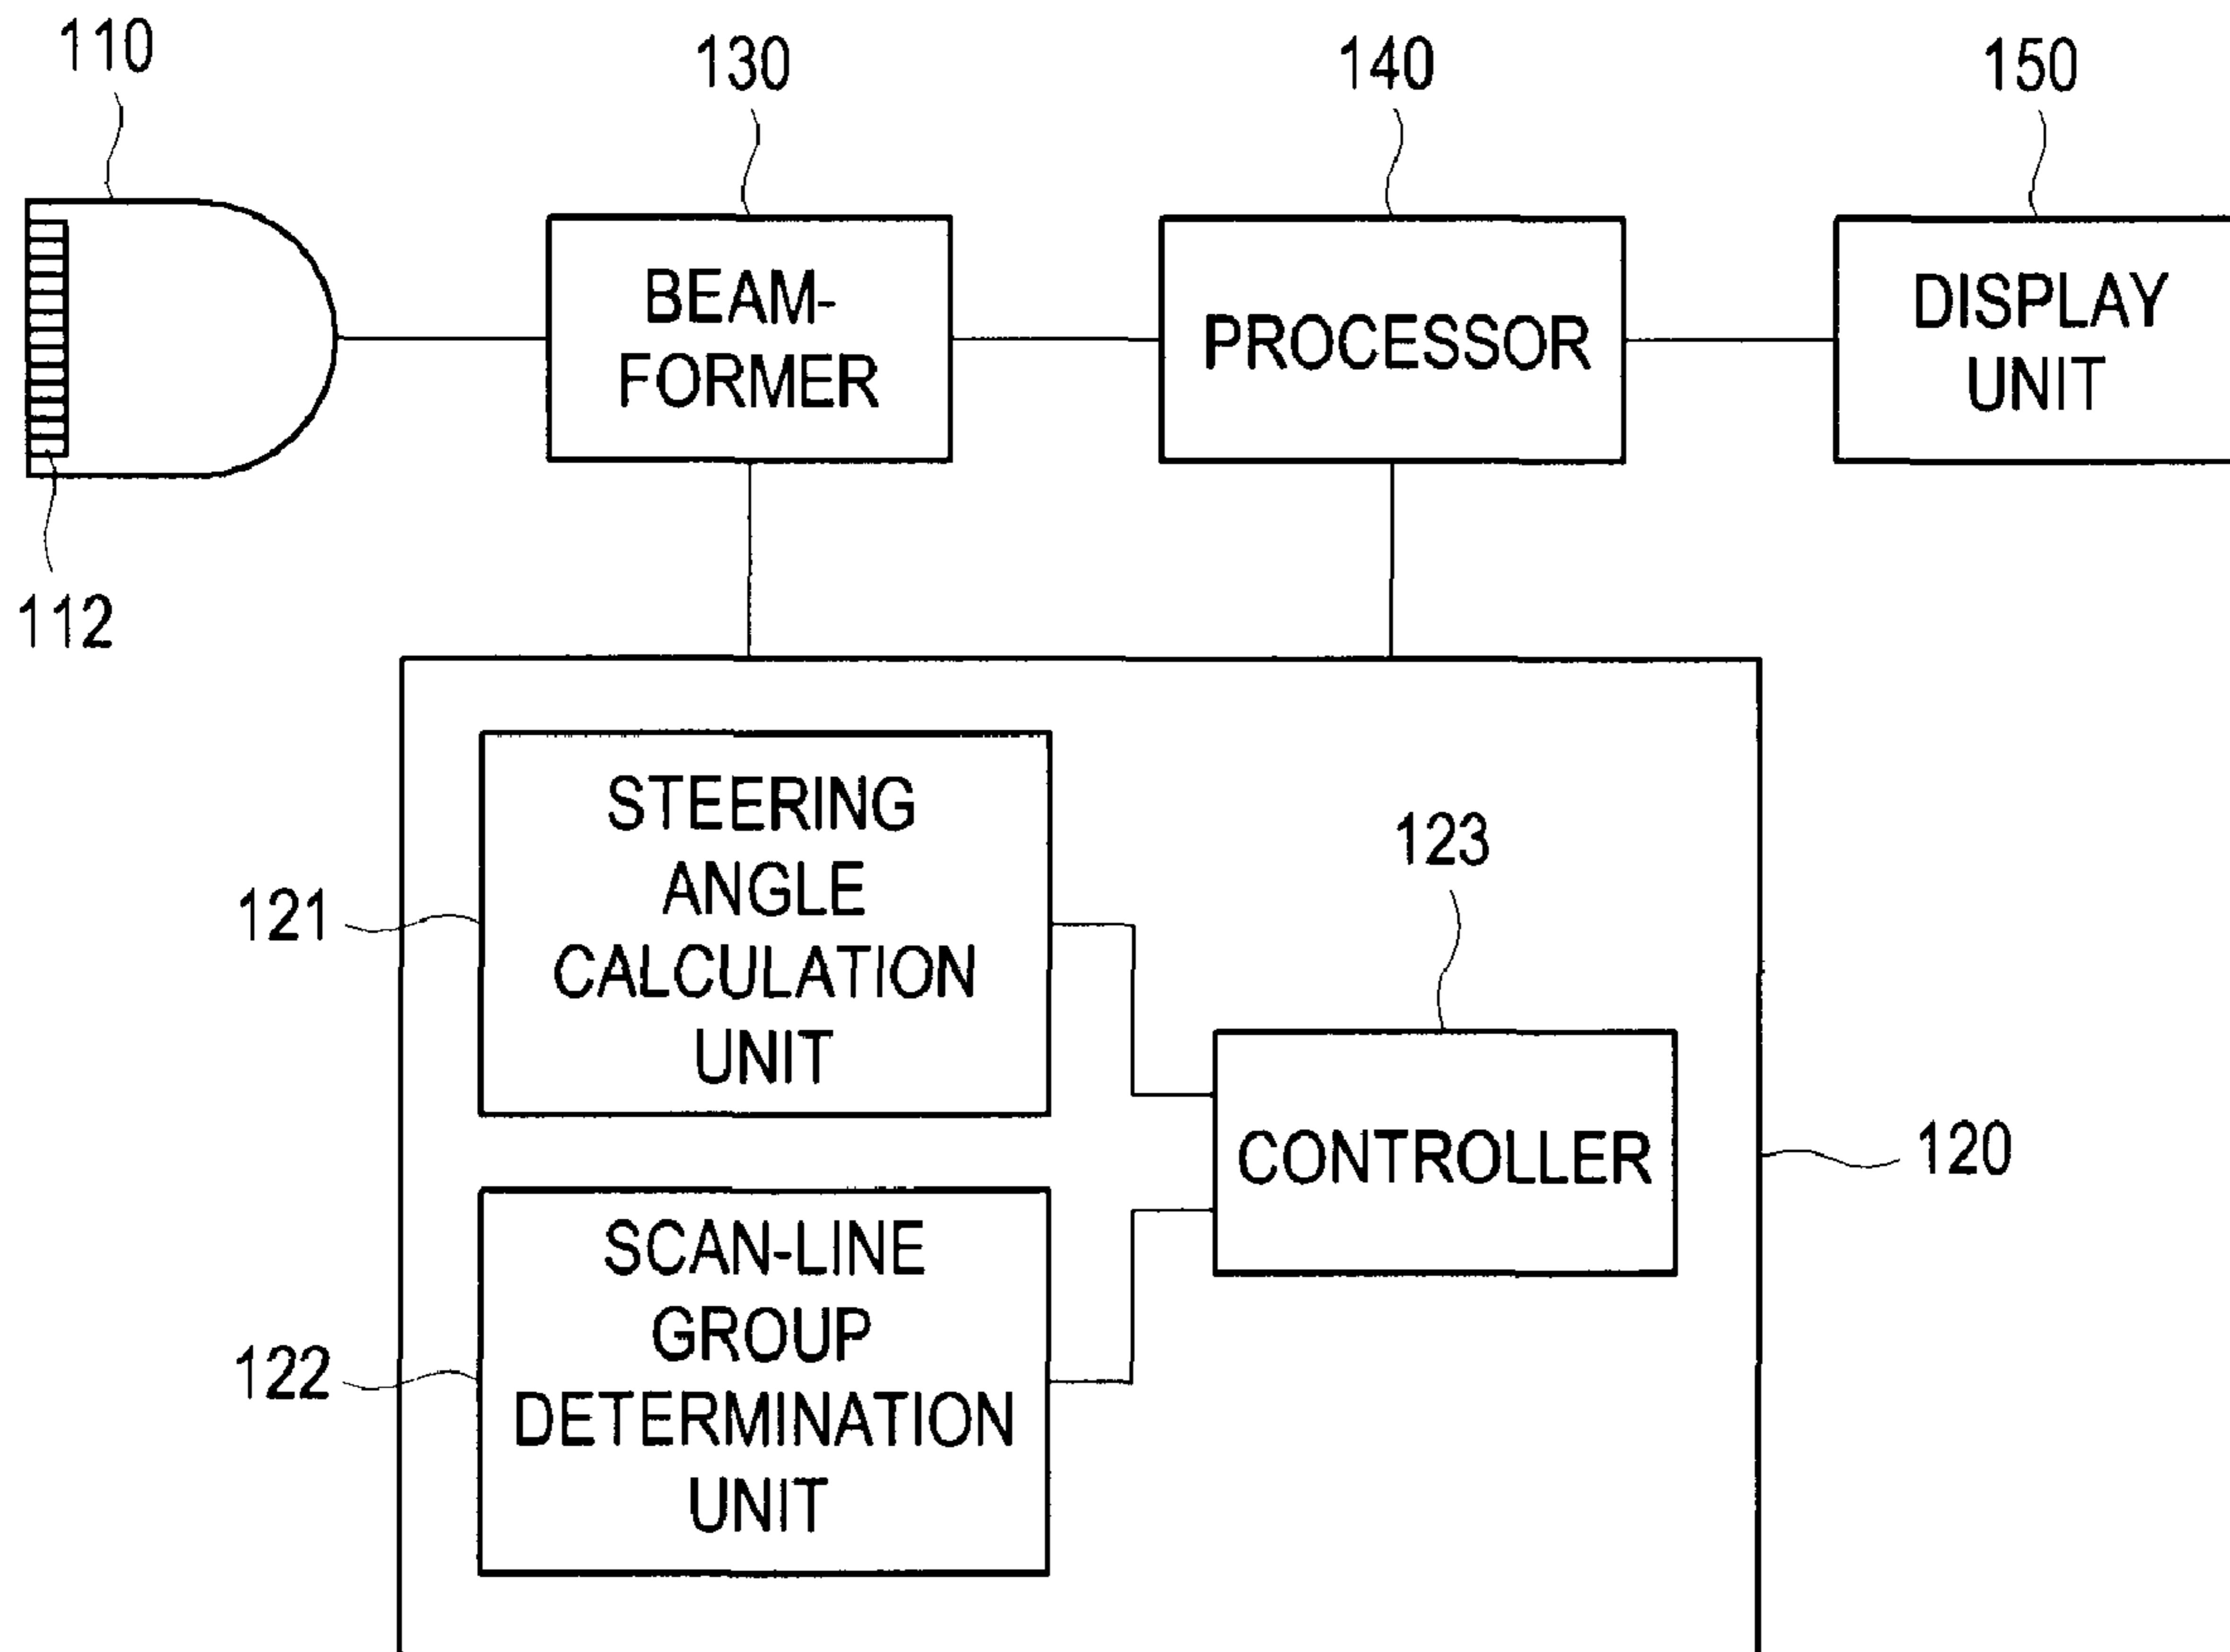 110
130
140
150
BEAM-
FORMER
PROCESSOR
DISPLAY
UNIT
112
STEERING
ANGLE
CALCULATION
UNIT
121
123
CONTROLLER
120
SCAN-LINE
GROUP
DETERMINATION
UNIT
122